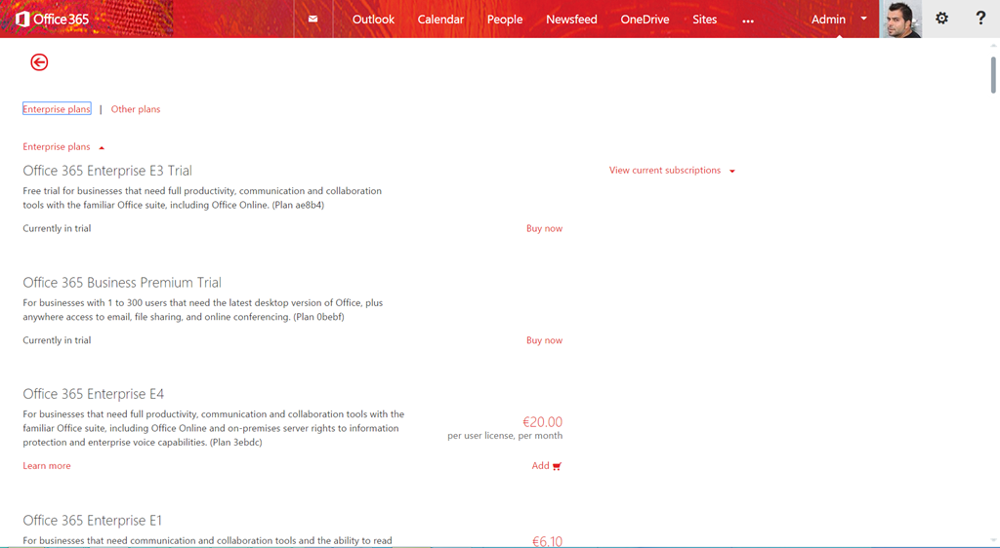 Office 365
Outlook Calendar People Newsfeed OneDrive Sites ... Admin ?
Enterprise plans | Other plans
Enterprise plans
Office 365 Enterprise E3 Trial
View current subscriptions
Free trial for businesses that need full productivity, communication and collaboration
tools with the familiar Office suite, including Office Online. (Plan ae8b4)
Currently in trial
Buy now
Office 365 Business Premium Trial
For businesses with 1 to 300 users that need the latest desktop version of Office, plus
anywhere access to email, file sharing, and online conferencing. (Plan 0bebf)
Currently in trial
Buy now
Office 365 Enterprise E4
For businesses that need full productivity, communication and collaboration tools with the
familiar Office suite, including Office Online and on-premises server rights to information
protection and enterprise voice capabilities. (Plan 3ebdc)
€20.00
per user license, per month
Learn more
Add
Office 365 Enterprise E1
For businesses that need communication and collaboration tools and the ability to read
€6.10